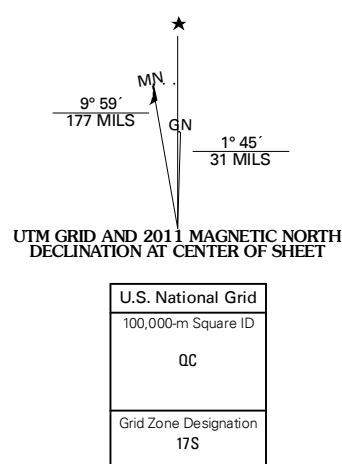 ★
MN
9° 59´
177 MILS
GN
1° 45´
31 MILS
UTM GRID AND 2011 MAGNETIC NORTH
DECLINATION AT CENTER OF SHEET
U.S. National Grid
100,000-m Square ID
QC
Grid Zone Designation
17S